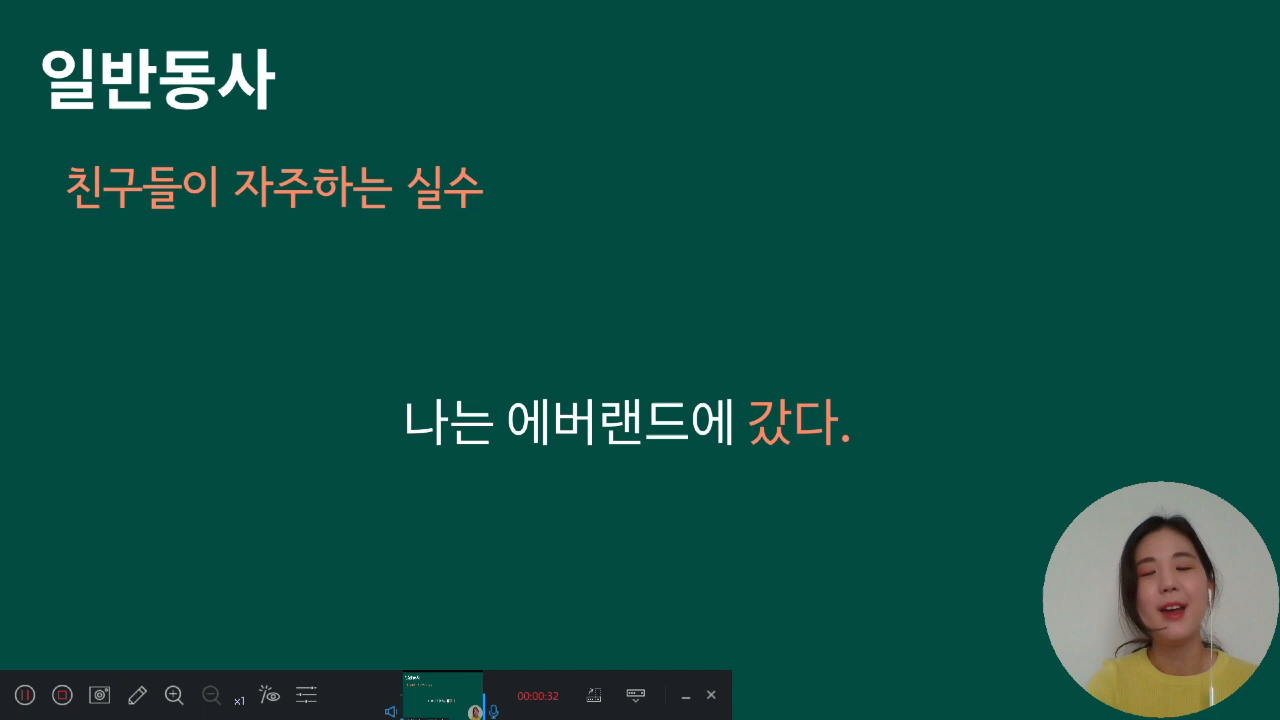 일반동사
친구들이 자주하는 실수
나는 에버랜드에 갔다.
x1
00:00:32